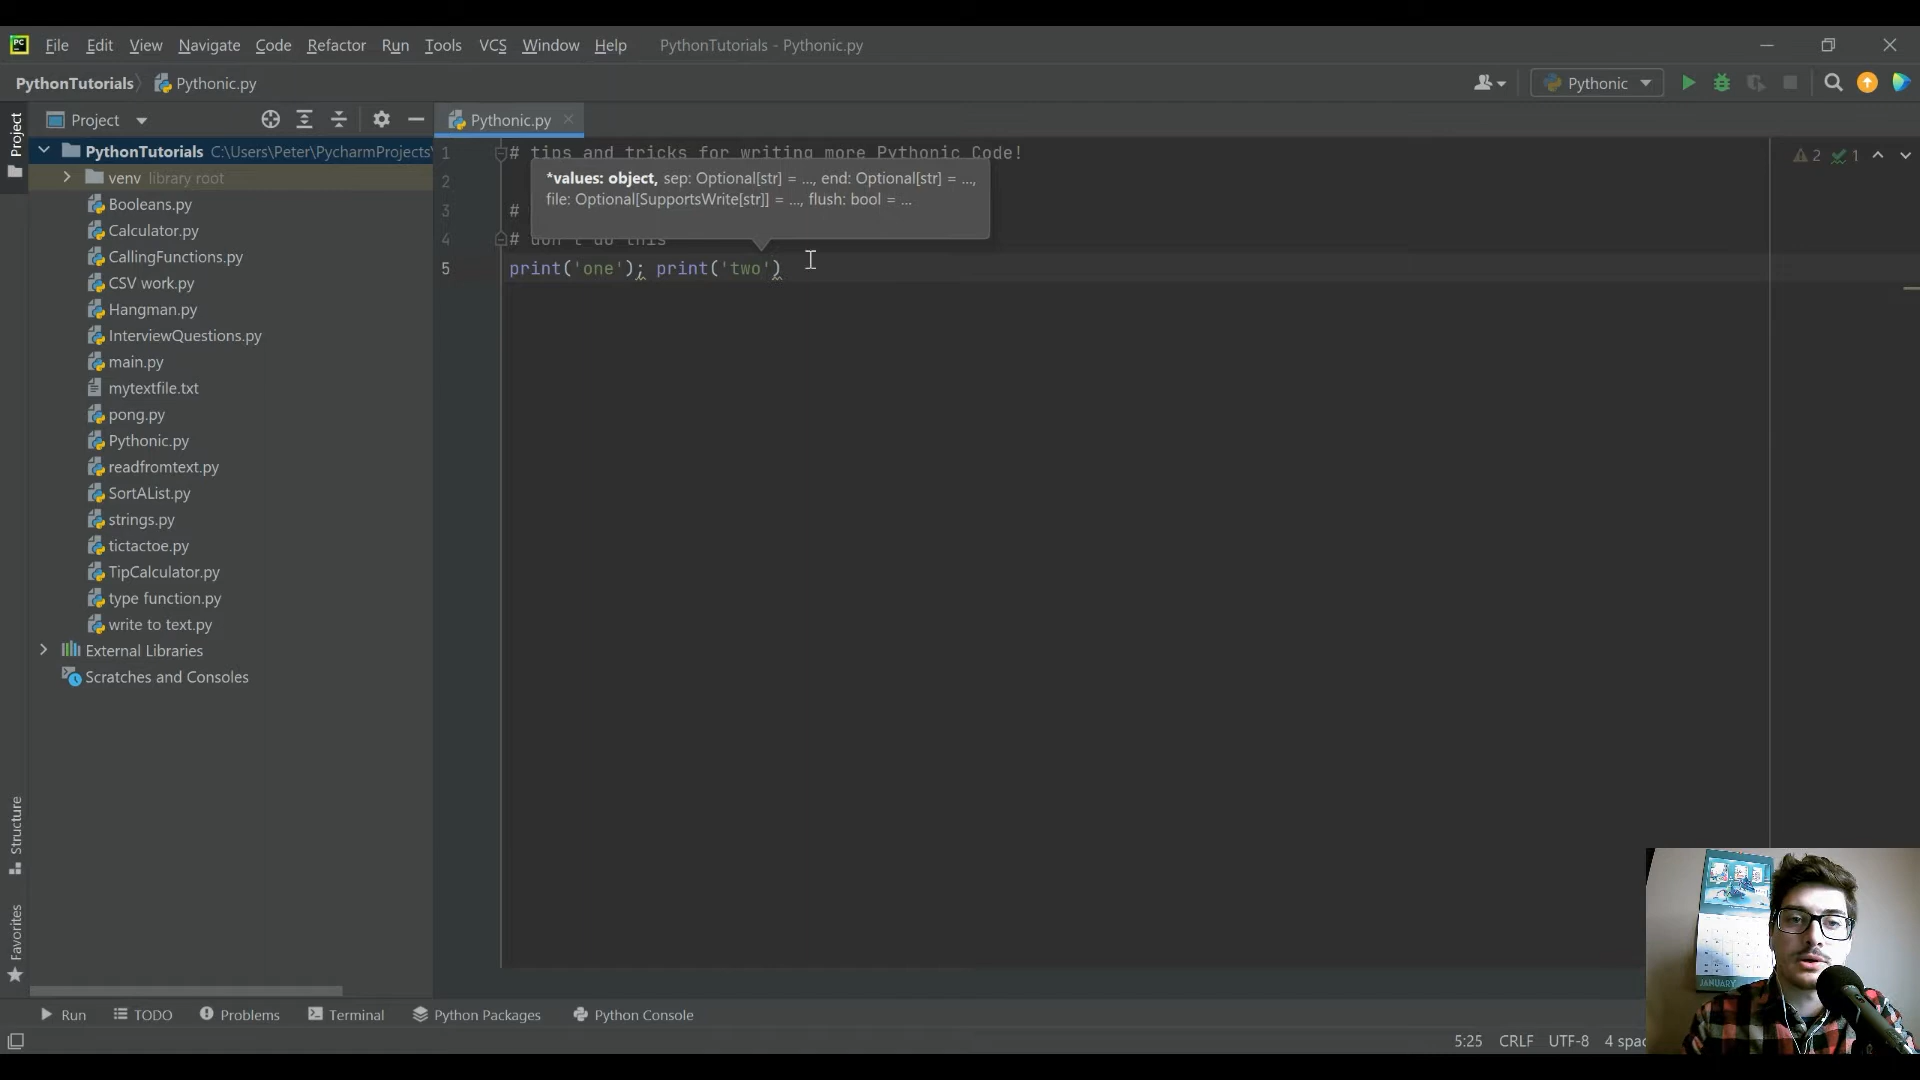 PC
File Edit View Navigate Code Refactor Run Tools VCS Window Help PythonTutorials - Pythonic.py
PythonTutorials Pythonic.py
Pythonic
Project
Project
Pythonic.py
PythonTutorials C:\Users\Peter\PycharmProjects\
venv library root
Booleans.py
Calculator.py
CallingFunctions.py
CSV work.py
Hangman.py
InterviewQuestions.py
main.py
mytextfile.txt
pong.py
Pythonic.py
readfromtext.py
SortAList.py
strings.py
tictactoe.py
TipCalculator.py
type function.py
write to text.py
External Libraries
Scratches and Consoles
1 # tips and tricks for writing more Pythonic Code!
2
3 #
4 # don't do this
5 print('one'); print('two')
*values: object, sep: Optional[str] = ..., end: Optional[str] = ...,
file: Optional[SupportsWrite[str]] = ..., flush: bool = ...
2 1
Structure
Favorites
JANUARY
Run TODO Problems Terminal Python Packages Python Console
5:25 CRLF UTF-8 4 spac